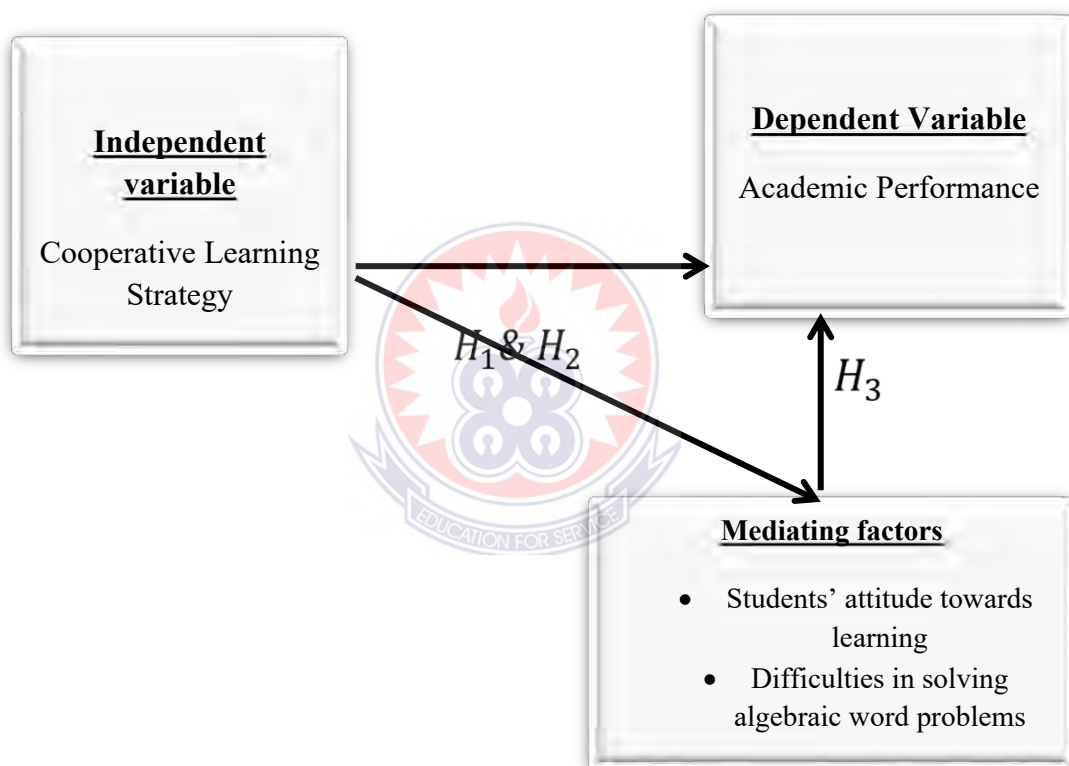 Independent
variable
Cooperative Learning
Strategy
Dependent Variable
Academic Performance
H₁& H₂
H₃
EDUCATION FOR SERVICE
Mediating factors
• Students’ attitude towards
learning
• Difficulties in solving
algebraic word problems